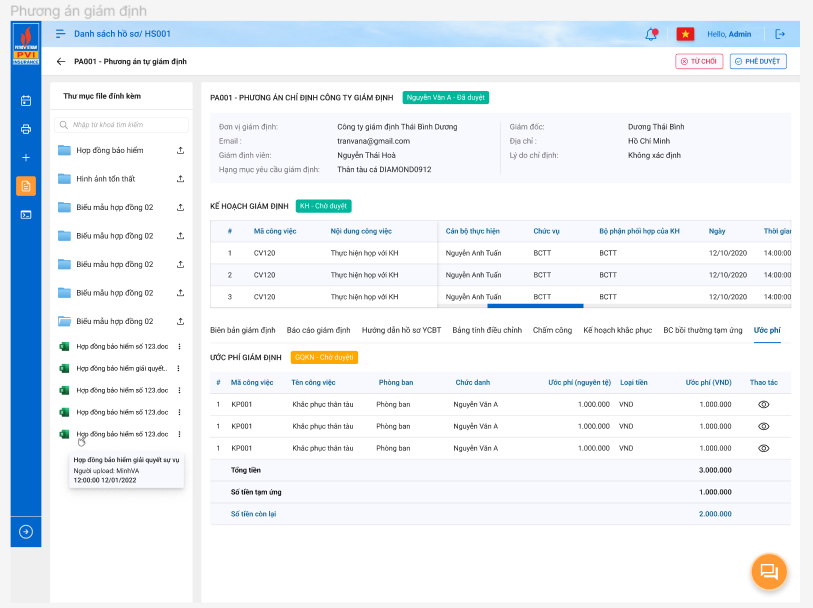 Phương án giám định
PETROVIETNAM
PVI
INSURANCE
Danh sách hồ sơ/ HS001
Hello, Admin
PA001 - Phương án tự giám định
TỪ CHỐI
PHÊ DUYỆT
Thư mục file đính kèm
Nhập từ khoá tìm kiếm
Hợp đồng bảo hiểm
Hình ảnh tổn thất
Biểu mẫu hợp đồng 02
Biểu mẫu hợp đồng 02
Biểu mẫu hợp đồng 02
Biểu mẫu hợp đồng 02
Biểu mẫu hợp đồng 02
Hợp đồng bảo hiểm số 123.doc
Hợp đồng bảo hiểm giải quyết..
Hợp đồng bảo hiểm số 123.doc
Hợp đồng bảo hiểm số 123.doc
Hợp đồng bảo hiểm số 123.doc
Hợp đồng bảo hiểm giải quyết sự vụ
Người upload: MinhVA
12:00:00 12/01/2022
PA001 - PHƯƠNG ÁN CHỈ ĐỊNH CÔNG TY GIÁM ĐỊNH Nguyễn Văn A - Đã duyệt
Đơn vị giám định: Công ty giám định Thái Bình Dương Giám đốc: Dương Thái Bình
Email : tranvana@gmail.com Địa chỉ : Hồ Chí Minh
Giám định viên: Nguyễn Thái Hoà Lý do chỉ định: Không xác định
Hạng mục yêu cầu giám định: Thân tàu cá DIAMOND0912
KẾ HOẠCH GIÁM ĐỊNH KH - Chờ duyệt
# Mã công việc Nội dung công việc Cán bộ thực hiện Chức vụ Bộ phận phối hợp của KH Ngày Thời gian
1 CV120 Thực hiện họp với KH Nguyễn Anh Tuấn BCTT BCTT 12/10/2020 14:00:00
2 CV120 Thực hiện họp với KH Nguyễn Anh Tuấn BCTT BCTT 12/10/2020 14:00:00
3 CV120 Thực hiện họp với KH Nguyễn Anh Tuấn BCTT BCTT 12/10/2020 14:00:00
Biên bản giám định Báo cáo giám định Hướng dẫn hồ sơ YCBT Bảng tính điều chỉnh Chấm công Kế hoạch khắc phục BC bồi thường tạm ứng Ước phí
ƯỚC PHÍ GIÁM ĐỊNH GQKN - Chờ duyệti
# Mã công việc Tên công việc Phòng ban Chức danh Ước phí (nguyên tệ) Loại tiền Ước phí (VND) Thao tác
1 KP001 Khắc phục thân tàu Phòng ban Nguyễn Văn A 1.000.000 VND 1.000.000
1 KP001 Khắc phục thân tàu Phòng ban Nguyễn Văn A 1.000.000 VND 1.000.000
1 KP001 Khắc phục thân tàu Phòng ban Nguyễn Văn A 1.000.000 VND 1.000.000
Tổng tiền 3.000.000
Số tiền tạm ứng 1.000.000
Số tiền còn lại 2.000.000